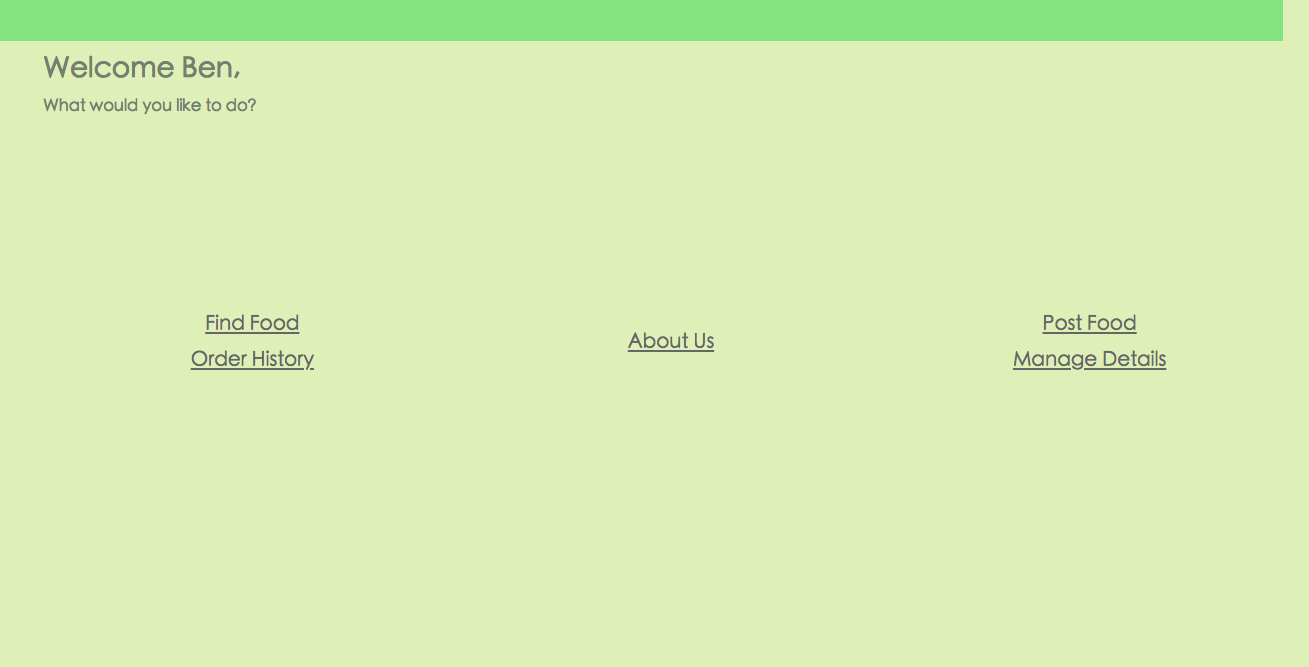 Welcome Ben,
What would you like to do?
Find Food
Order History
About Us
Post Food
Manage Details